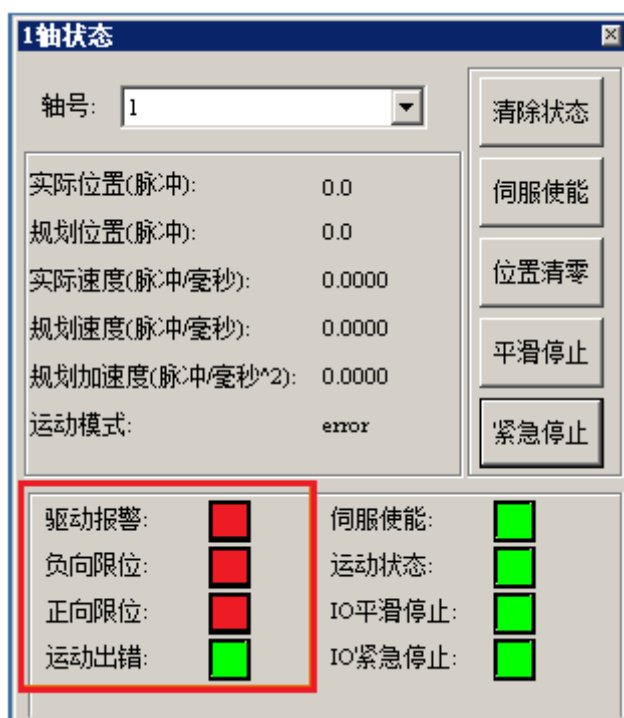 1轴状态
轴号: 1
清除状态
伺服使能
位置清零
平滑停止
紧急停止
实际位置(脉冲): 0.0
规划位置(脉冲): 0.0
实际速度(脉冲/毫秒): 0.0000
规划速度(脉冲/毫秒): 0.0000
规划加速度(脉冲/毫秒^2): 0.0000
运动模式: error
驱动报警: 伺服使能:
负向限位: 运动状态:
正向限位: IO平滑停止:
运动出错: IO紧急停止: